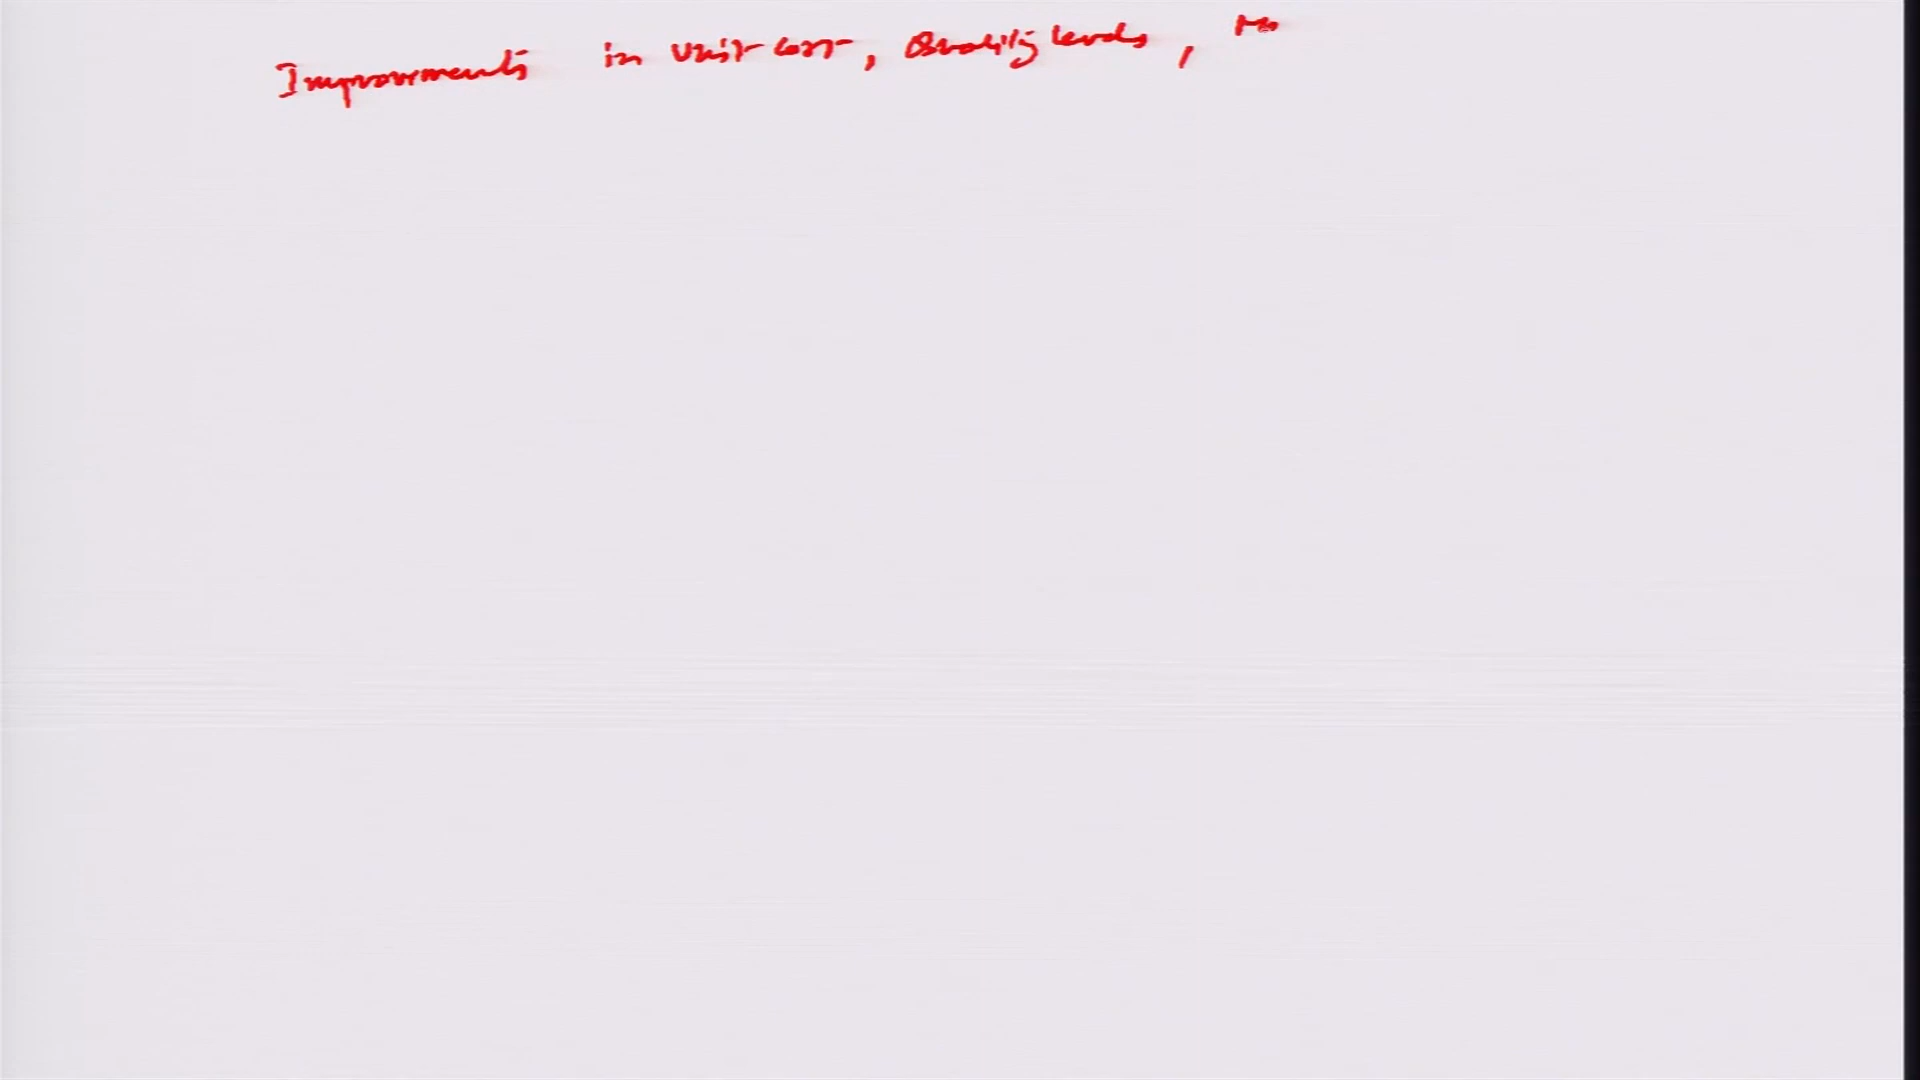 Improvements in Unit cost, Quality levels,